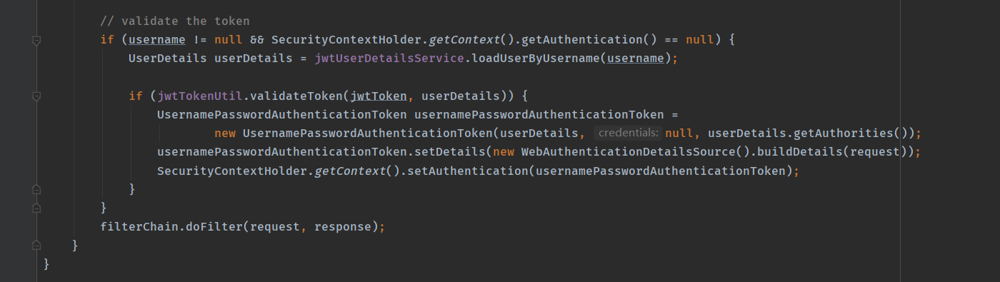 // validate the token
if (username != null && SecurityContextHolder.getContext().getAuthentication() == null) {
UserDetails userDetails = jwtUserDetailsService.loadUserByUsername(username);
if (jwtTokenUtil.validateToken(jwtToken, userDetails)) {
UsernamePasswordAuthenticationToken usernamePasswordAuthenticationToken =
new UsernamePasswordAuthenticationToken(userDetails, credentials: null, userDetails.getAuthorities());
usernamePasswordAuthenticationToken.setDetails(new WebAuthenticationDetailsSource().buildDetails(request));
SecurityContextHolder.getContext().setAuthentication(usernamePasswordAuthenticationToken);
}
}
filterChain.doFilter(request, response);
}
}